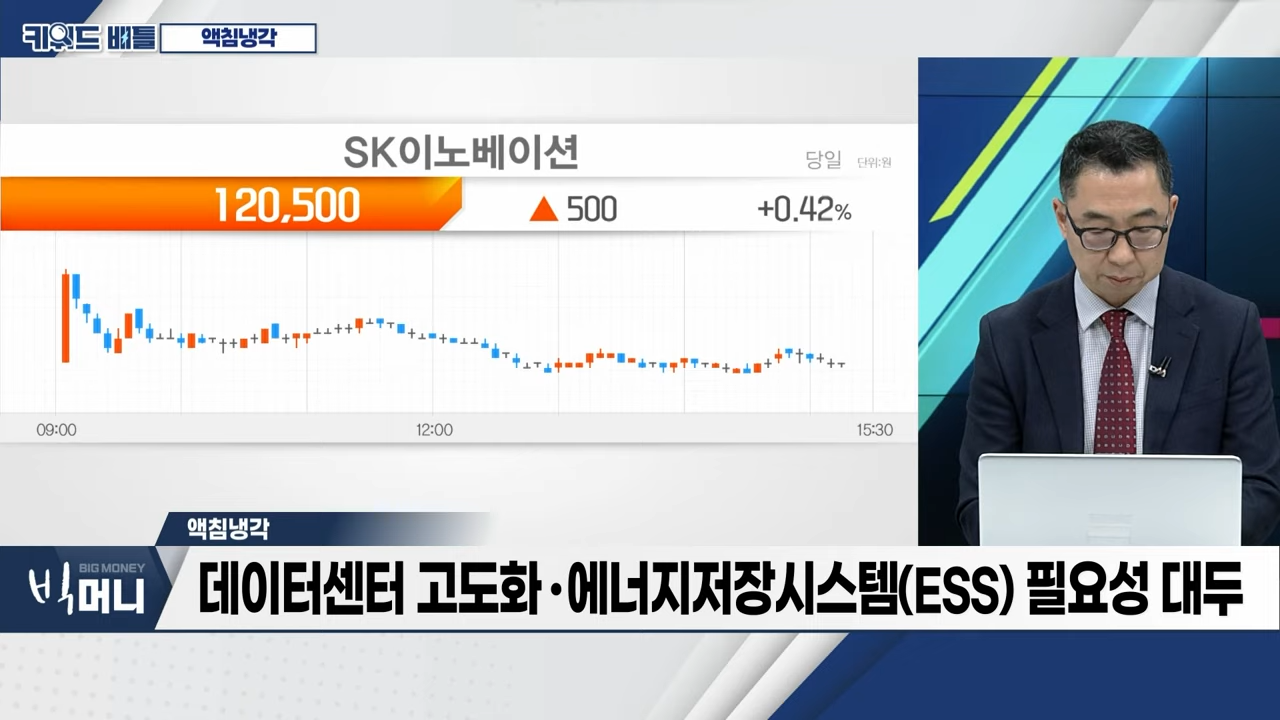 키워드 배틀
액침냉각
SK이노베이션
당일 단위:원
120,500 ▲ 500 +0.42%
09:00 12:00 15:30
액침냉각
BIG MONEY
빅머니
데이터센터 고도화·에너지저장시스템(ESS) 필요성 대두